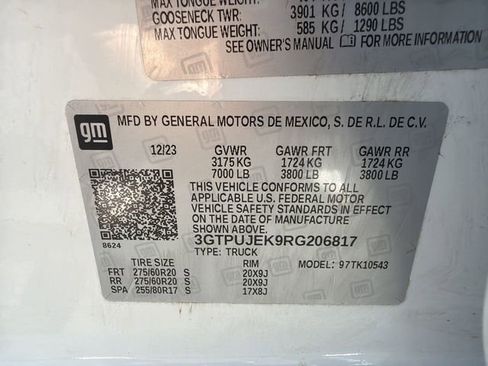 MAX TONGUE WEIGHT:
GOOSENECK TWR: 3901 KG / 8600 LBS
MAX TONGUE WEIGHT: 585 KG / 1290 LBS
SEE OWNER'S MANUAL FOR MORE INFORMATION
gm
MFD BY GENERAL MOTORS DE MEXICO, S. DE R.L. DE C.V.
12/23 GVWR GAWR FRT GAWR RR
3175 KG 1724 KG 1724 KG
7000 LB 3800 LB 3800 LB
THIS VEHICLE CONFORMS TO ALL
APPLICABLE U.S. FEDERAL MOTOR
VEHICLE SAFETY, BUMPER, AND THEFT
PREVENTION STANDARDS IN EFFECT ON
THE DATE OF MANUFACTURE
SHOWN ABOVE.
8624
3GTPUJEK9RG206817
TYPE: TRUCK MODEL: 97TK10543
TIRE SIZE RIM
FRT 275/60R20 S 20X9J
RR 275/60R20 S 20X9J
SPA 255/80R17 S 17X8J